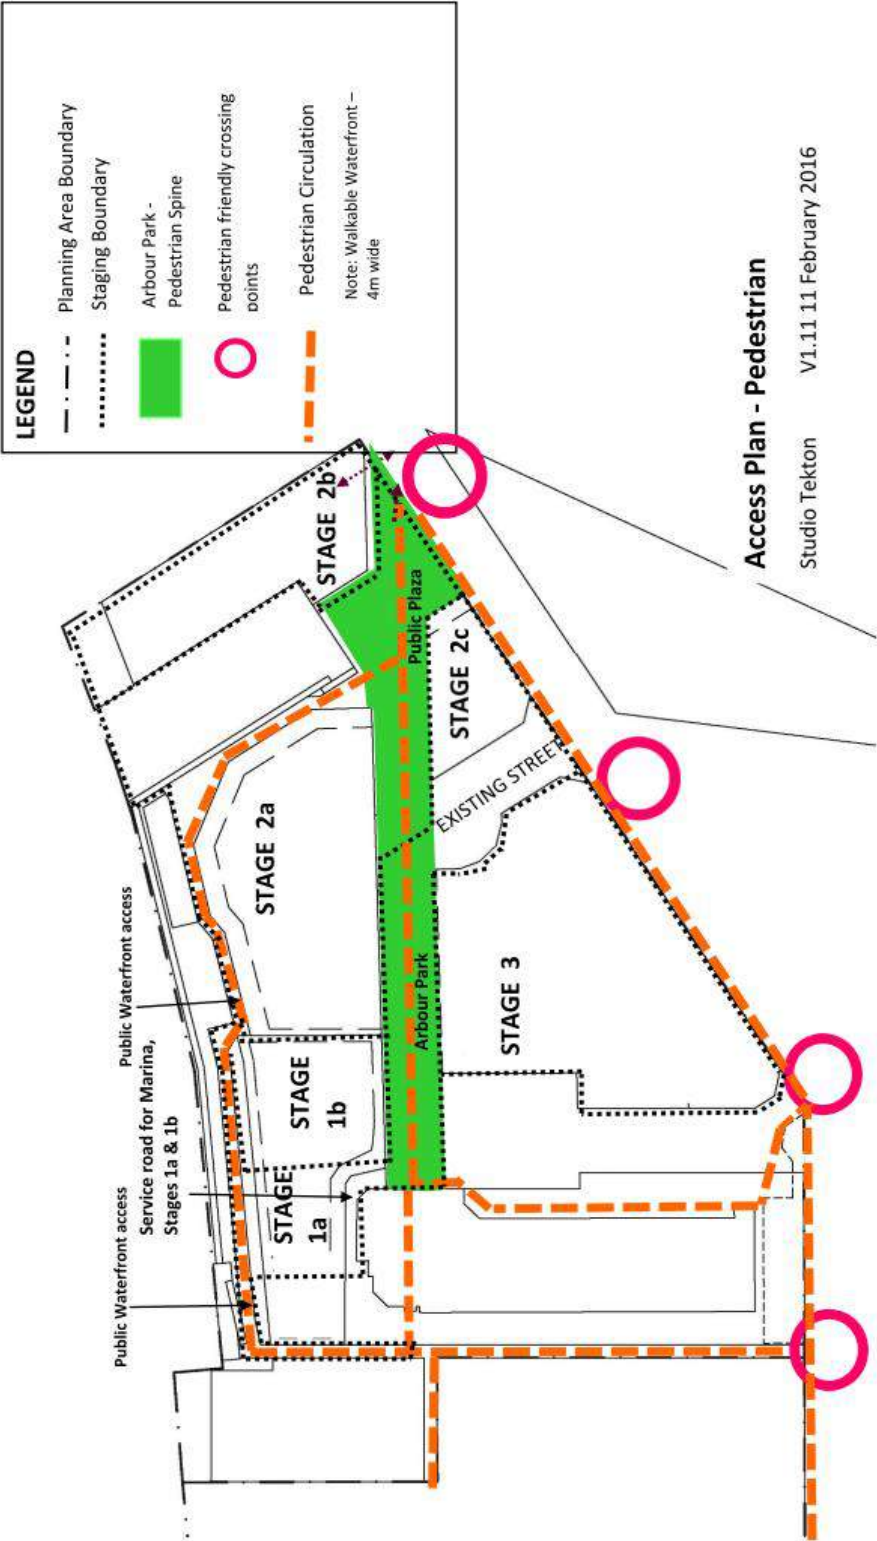 LEGEND
Planning Area Boundary
Staging Boundary
Arbour Park -
Pedestrian Spine
Pedestrian friendly crossing
points
Pedestrian Circulation
Note: Walkable Waterfront –
4m wide
Public Waterfront access
Service road for Marina,
Stages 1a & 1b
Public Waterfront access
STAGE
1a
STAGE
1b
STAGE 2a
STAGE 2b
Public Plaza
STAGE 2c
EXISTING STREET
Arbour Park
STAGE 3
Access Plan - Pedestrian
Studio Tekton
V1.11 11 February 2016